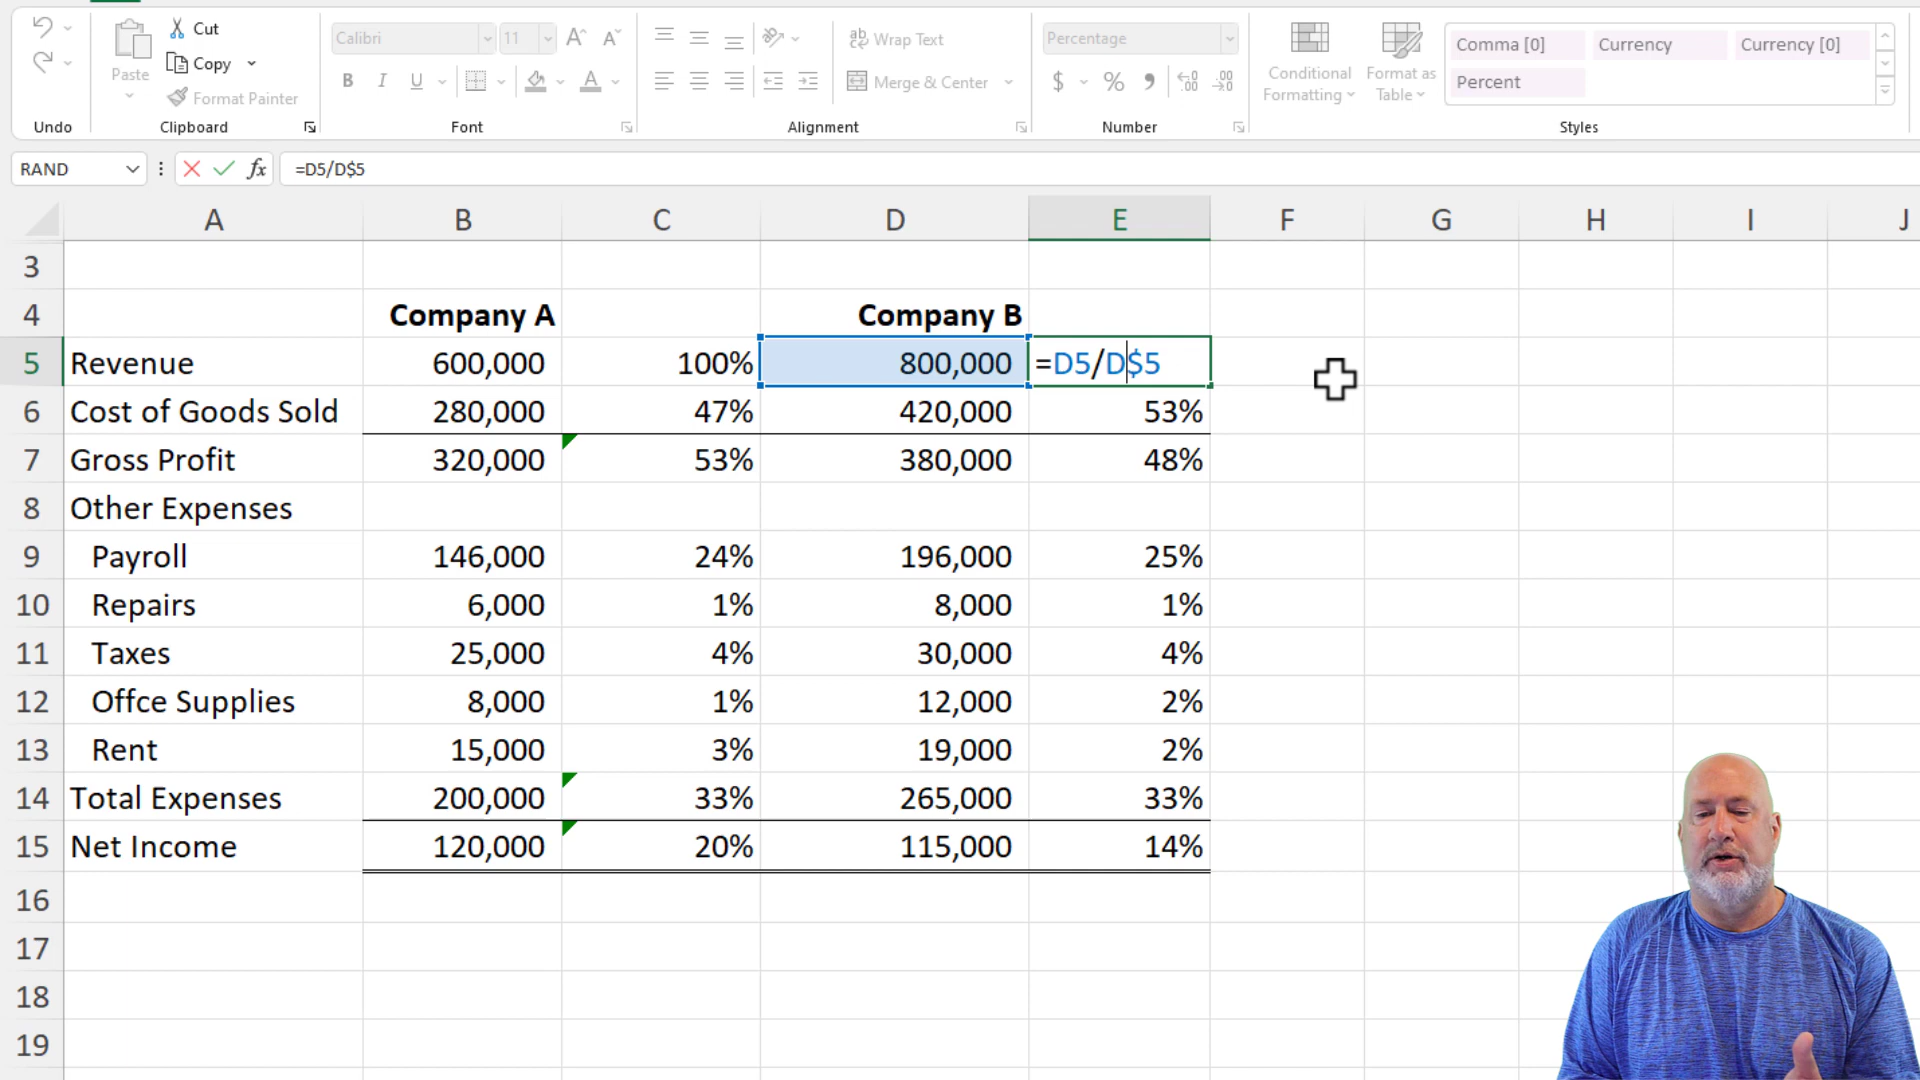 Cut
Calibri 11
Wrap Text
Percentage
Comma [0] Currency Currency [0]
Paste
Copy
B I U
A
Merge & Center
$ % 9
Conditional Formatting
Format as Table
Percent
Format Painter
Undo Clipboard Font Alignment Number Styles
RAND fx =D5/D$5
A B C D E F G H I J
3
4 Company A Company B
5 Revenue 600,000 100% 800,000 =D5/D$5
6 Cost of Goods Sold 280,000 47% 420,000 53%
7 Gross Profit 320,000 53% 380,000 48%
8 Other Expenses
9 Payroll 146,000 24% 196,000 25%
10 Repairs 6,000 1% 8,000 1%
11 Taxes 25,000 4% 30,000 4%
12 Offce Supplies 8,000 1% 12,000 2%
13 Rent 15,000 3% 19,000 2%
14 Total Expenses 200,000 33% 265,000 33%
15 Net Income 120,000 20% 115,000 14%
16
17
18
19